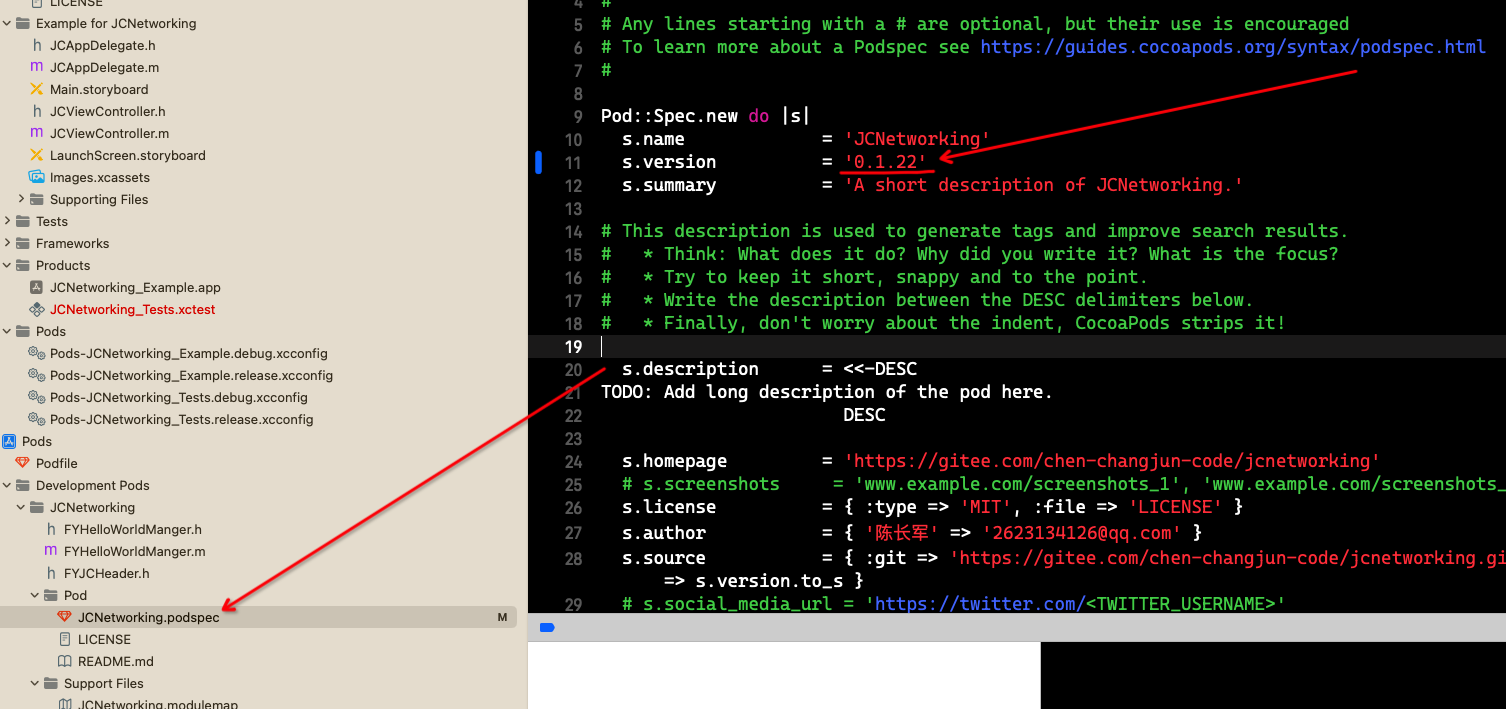 LICENSE
Example for JCNetworking
h JCAppDelegate.h
m JCAppDelegate.m
Main.storyboard
h JCViewController.h
m JCViewController.m
LaunchScreen.storyboard
Images.xcassets
Supporting Files
Tests
Frameworks
Products
JCNetworking_Example.app
JCNetworking_Tests.xctest
Pods
Pods-JCNetworking_Example.debug.xcconfig
Pods-JCNetworking_Example.release.xcconfig
Pods-JCNetworking_Tests.debug.xcconfig
Pods-JCNetworking_Tests.release.xcconfig
Pods
Podfile
Development Pods
JCNetworking
h FYHelloWorldManger.h
m FYHelloWorldManger.m
h FYJCHeader.h
Pod
JCNetworking.podspec M
LICENSE
README.md
Support Files
JCNetworking.modulemap
4 #
5 # Any lines starting with a # are optional, but their use is encouraged
6 # To learn more about a Podspec see https://guides.cocoapods.org/syntax/podspec.html
7 #
8
9 Pod::Spec.new do |s|
10 s.name = 'JCNetworking'
11 s.version = '0.1.22'
12 s.summary = 'A short description of JCNetworking.'
13
14 # This description is used to generate tags and improve search results.
15 # * Think: What does it do? Why did you write it? What is the focus?
16 # * Try to keep it short, snappy and to the point.
17 # * Write the description between the DESC delimiters below.
18 # * Finally, don't worry about the indent, CocoaPods strips it!
19
20 s.description = <<-DESC
21 TODO: Add long description of the pod here.
22 DESC
23
24 s.homepage = 'https://gitee.com/chen-changjun-code/jcnetworking'
25 # s.screenshots = 'www.example.com/screenshots_1', 'www.example.com/screenshots_
26 s.license = { :type => 'MIT', :file => 'LICENSE' }
27 s.author = { '陈长军' => '2623134126@qq.com' }
28 s.source = { :git => 'https://gitee.com/chen-changjun-code/jcnetworking.gi
=> s.version.to_s }
29 # s.social_media_url = 'https://twitter.com/<TWITTER_USERNAME>'